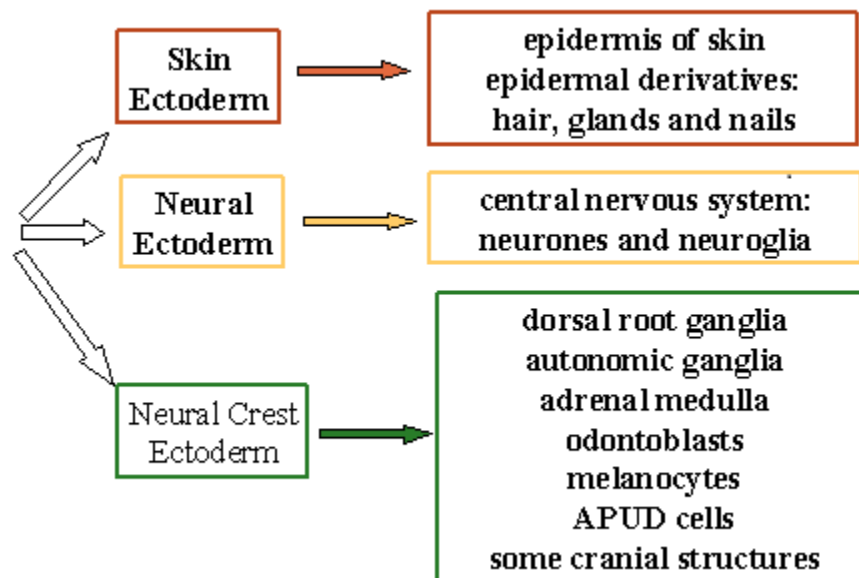 Skin
Ectoderm
epidermis of skin
epidermal derivatives:
hair, glands and nails
Neural
Ectoderm
central nervous system:
neurones and neuroglia
Neural Crest
Ectoderm
dorsal root ganglia
autonomic ganglia
adrenal medulla
odontoblasts
melanocytes
APUD cells
some cranial structures